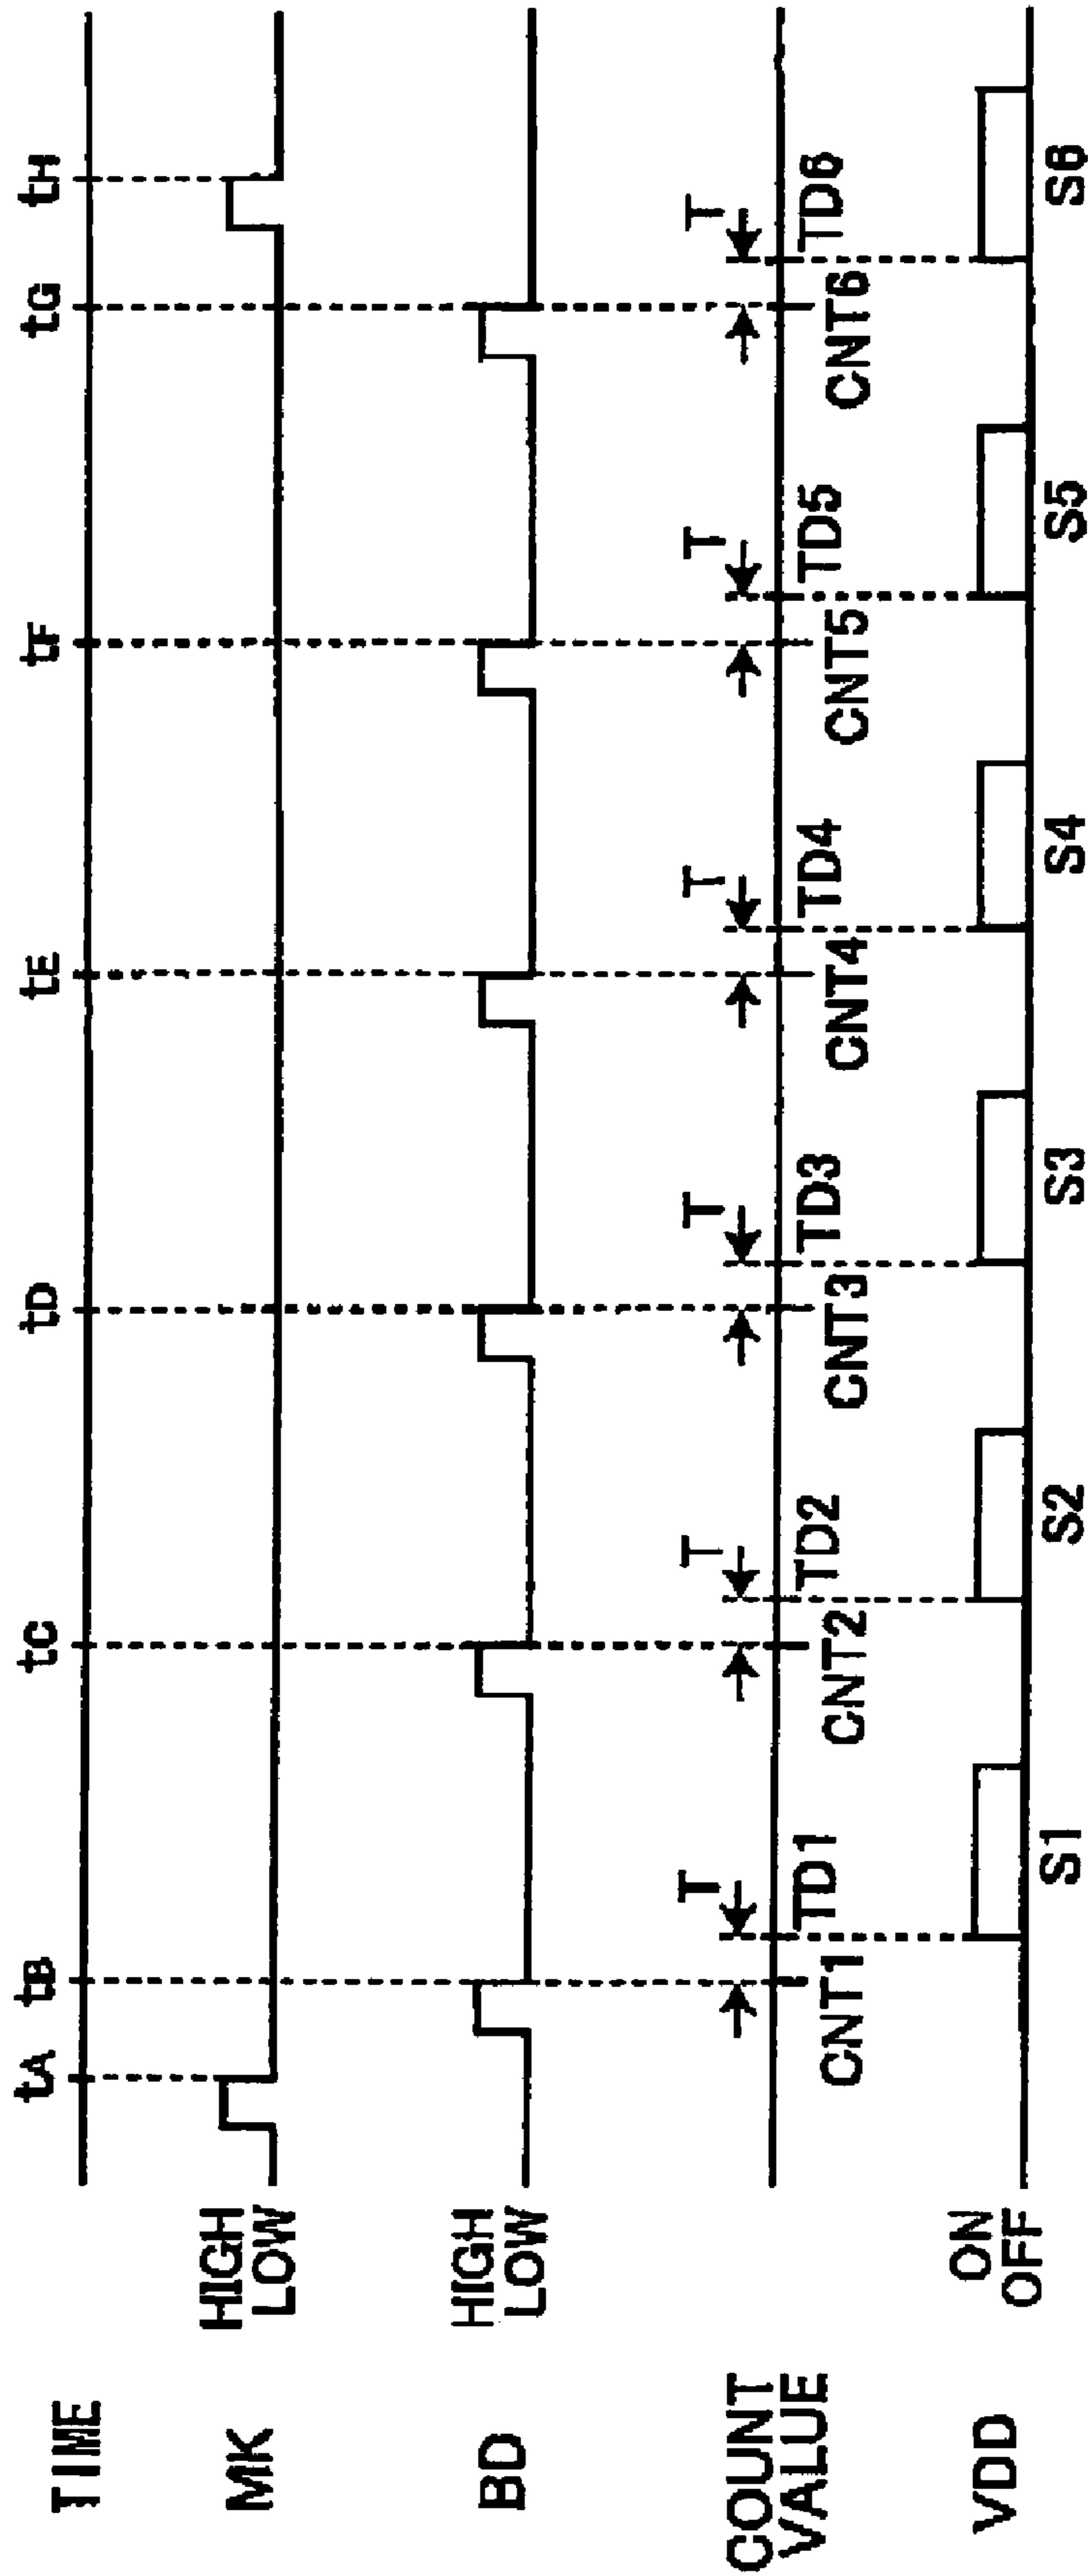 TIME
tA tB tC tD tE tF tG tH
MK
HIGH
LOW
BD
HIGH
LOW
COUNT
VALUE
T T T T T T
TD1 TD2 TD3 TD4 TD5 TD6
CNT1 CNT2 CNT3 CNT4 CNT5 CNT6
VDD
ON
OFF
S1 S2 S3 S4 S5 S6